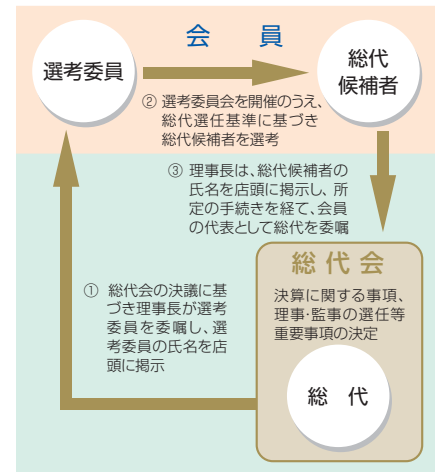 会　員
選考委員
総代
候補者
② 選考委員会を開催のうえ、
総代選任基準に基づき
総代候補者を選考
③ 理事長は、総代候補者の
氏名を店頭に掲示し、所
定の手続きを経て、会員
の代表として総代を委嘱
総代会
決算に関する事項、
理事・監事の選任等
重要事項の決定
総　代
① 総代会の決議に基
づき理事長が選考
委員を委嘱し、選
考委員の氏名を店
頭に掲示